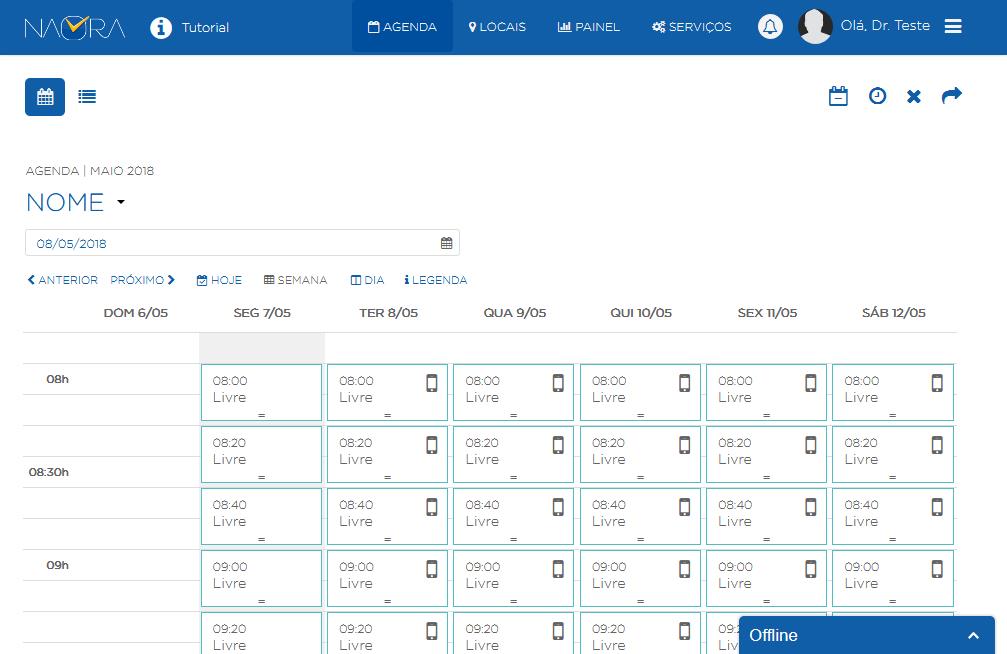 NAORA Tutorial AGENDA LOCAIS PAINEL SERVIÇOS Olá, Dr. Teste
AGENDA | MAIO 2018
NOME
08/05/2018
ANTERIOR PRÓXIMO HOJE SEMANA DIA LEGENDA
DOM 6/05 SEG 7/05 TER 8/05 QUA 9/05 QUI 10/05 SEX 11/05 SÁB 12/05
08h 08:00 08:00 08:00 08:00 08:00 08:00
Livre Livre Livre Livre Livre Livre
= = = = = =
08:20 08:20 08:20 08:20 08:20 08:20
Livre Livre Livre Livre Livre Livre
08:30h = = = = = =
08:40 08:40 08:40 08:40 08:40 08:40
Livre Livre Livre Livre Livre Livre
= = = = = =
09h 09:00 09:00 09:00 09:00 09:00 09:00
Livre Livre Livre Livre Livre Livre
= = = = = =
09:20 09:20 09:20 09:20 09:2
Livre Livre Livre Livre Livre
Offline